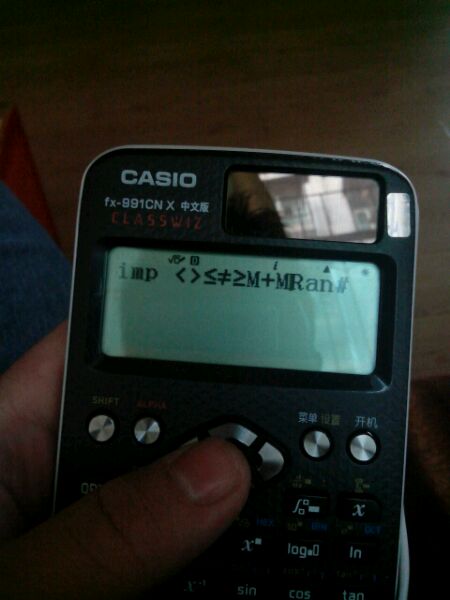 CASIO
fx-991CN X 中文版
CLASSWIZ
√▫/ D i ▲
imp <>≤≠≥M+MRan#
SHIFT ALPHA 菜单 设置 开机
x
log ln
sin cos tan